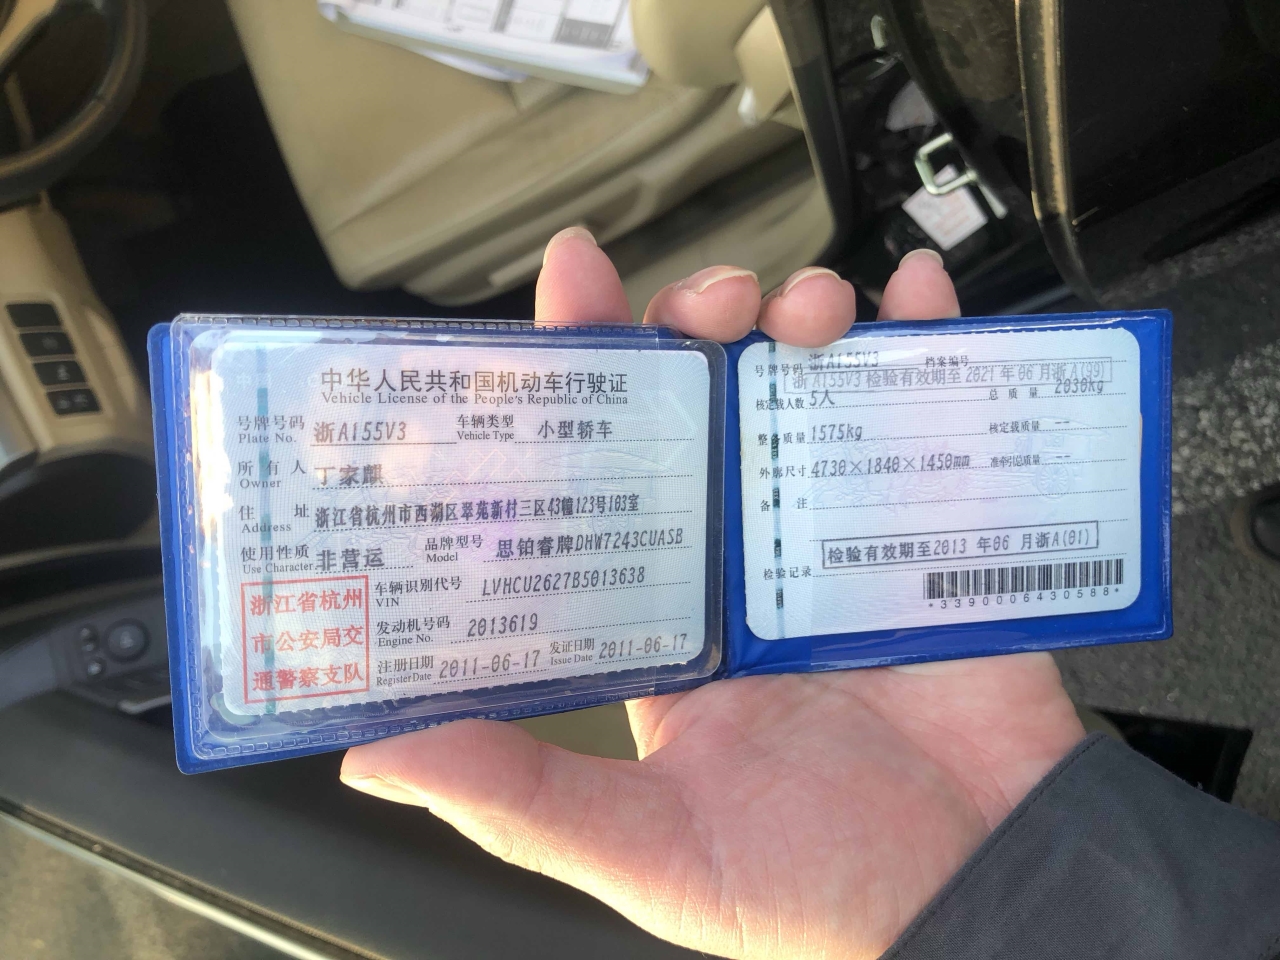 中华人民共和国机动车行驶证
Vehicle License of the People's Republic of China
号牌号码 浙A155V3 车辆类型 小型轿车
Plate No. Vehicle Type
所有人 丁家麒
Owner
住址 浙江省杭州市西湖区翠苑新村三区43幢123号103室
Address
使用性质 非营运 品牌型号 思铂睿牌DHW7243CUASB
Use Character Model
浙江省杭州
市公安局交
通警察支队
车辆识别代号 LVHCU2627B5013638
VIN
发动机号码 2013619
Engine No.
注册日期 2011-06-17 发证日期 2011-06-17
Register Date Issue Date
号牌号码 浙A155V3 档案编号
浙A155V3 检验有效期至2021年06月浙A(99)
核定载人数 5人 总质量 2030kg
整备质量 1575kg 核定载质量 --
外廓尺寸 4730×1840×1450mm 准牵引总质量 --
备注
检验有效期至2013年06月浙A(01)
检验记录
*3390006430588*